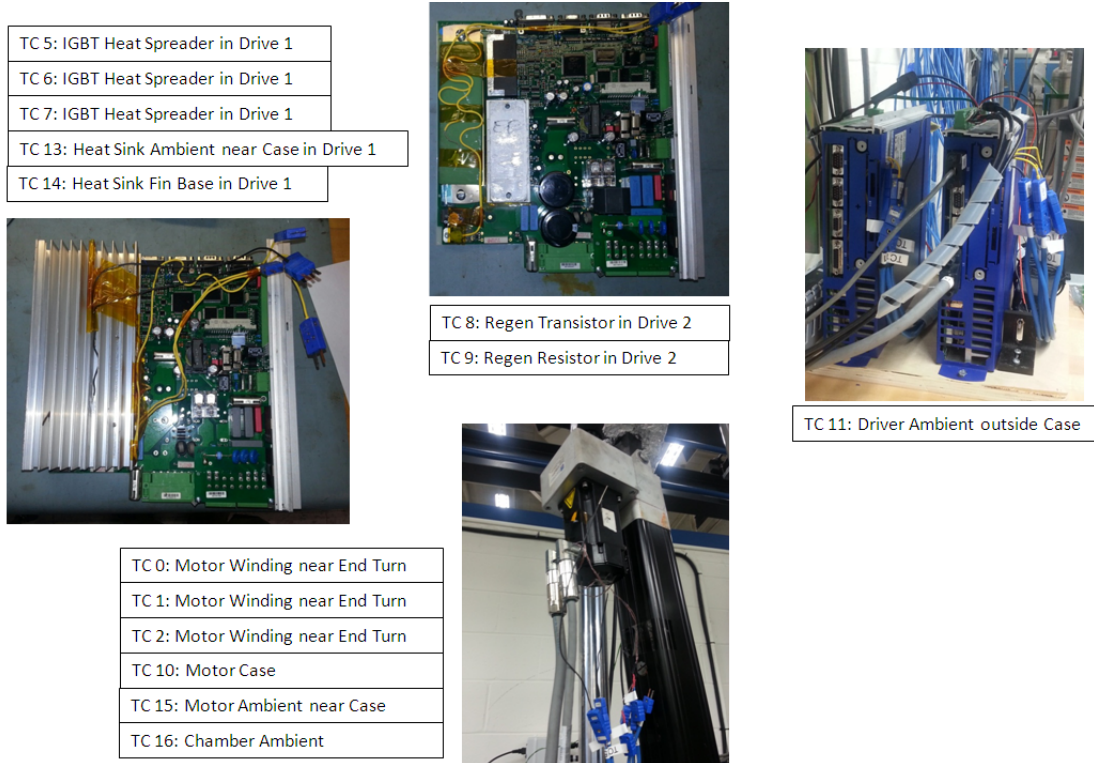 TC 5: IGBT Heat Spreader in Drive 1
TC 6: IGBT Heat Spreader in Drive 1
TC 7: IGBT Heat Spreader in Drive 1
TC 13: Heat Sink Ambient near Case in Drive 1
TC 14: Heat Sink Fin Base in Drive 1
TC 8: Regen Transistor in Drive 2
TC 9: Regen Resistor in Drive 2
TC 11: Driver Ambient outside Case
TC 0: Motor Winding near End Turn
TC 1: Motor Winding near End Turn
TC 2: Motor Winding near End Turn
TC 10: Motor Case
TC 15: Motor Ambient near Case
TC 16: Chamber Ambient